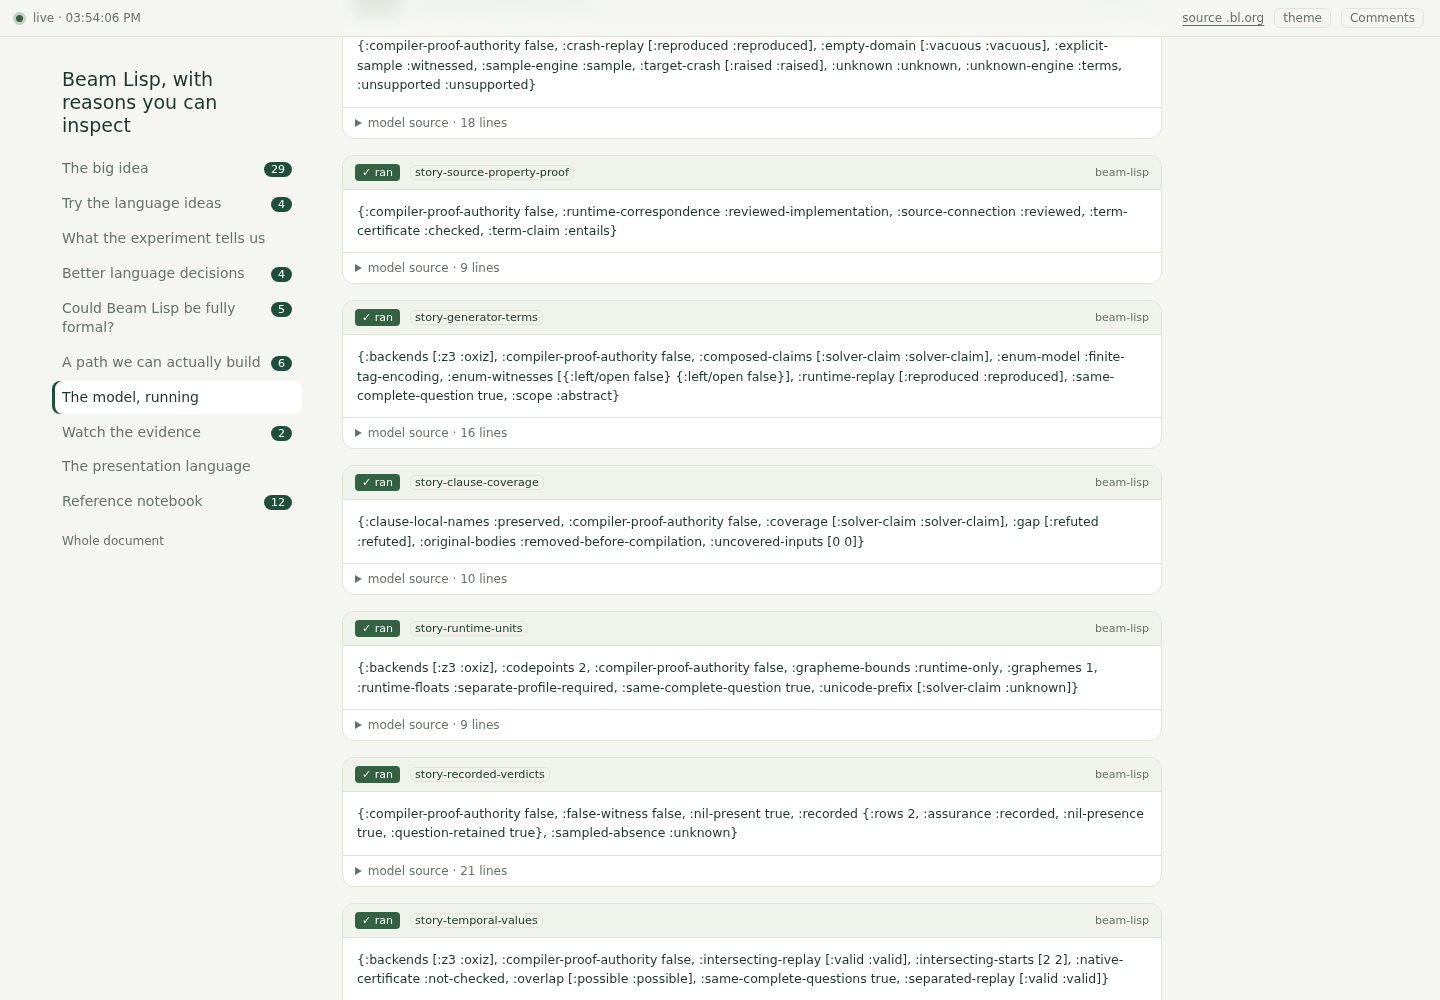 live · 03:54:06 PM
source .bl.org
theme
Comments
Beam Lisp, with
reasons you can
inspect
The big idea 29
Try the language ideas 4
What the experiment tells us
Better language decisions 4
Could Beam Lisp be fully 5
formal?
A path we can actually build 6
The model, running
Watch the evidence 2
The presentation language
Reference notebook 12
Whole document
{:compiler-proof-authority false, :crash-replay [:reproduced :reproduced], :empty-domain [:vacuous :vacuous], :explicit-
sample :witnessed, :sample-engine :sample, :target-crash [:raised :raised], :unknown :unknown, :unknown-engine :terms,
:unsupported :unsupported}
▶ model source · 18 lines
✓ ran story-source-property-proof beam-lisp
{:compiler-proof-authority false, :runtime-correspondence :reviewed-implementation, :source-connection :reviewed, :term-
certificate :checked, :term-claim :entails}
▶ model source · 9 lines
✓ ran story-generator-terms beam-lisp
{:backends [:z3 :oxiz], :compiler-proof-authority false, :composed-claims [:solver-claim :solver-claim], :enum-model :finite-
tag-encoding, :enum-witnesses [{:left/open false} {:left/open false}], :runtime-replay [:reproduced :reproduced], :same-
complete-question true, :scope :abstract}
▶ model source · 16 lines
✓ ran story-clause-coverage beam-lisp
{:clause-local-names :preserved, :compiler-proof-authority false, :coverage [:solver-claim :solver-claim], :gap [:refuted
:refuted], :original-bodies :removed-before-compilation, :uncovered-inputs [0 0]}
▶ model source · 10 lines
✓ ran story-runtime-units beam-lisp
{:backends [:z3 :oxiz], :codepoints 2, :compiler-proof-authority false, :grapheme-bounds :runtime-only, :graphemes 1,
:runtime-floats :separate-profile-required, :same-complete-question true, :unicode-prefix [:solver-claim :unknown]}
▶ model source · 9 lines
✓ ran story-recorded-verdicts beam-lisp
{:compiler-proof-authority false, :false-witness false, :nil-present true, :recorded {:rows 2, :assurance :recorded, :nil-presence
true, :question-retained true}, :sampled-absence :unknown}
▶ model source · 21 lines
✓ ran story-temporal-values beam-lisp
{:backends [:z3 :oxiz], :compiler-proof-authority false, :intersecting-replay [:valid :valid], :intersecting-starts [2 2], :native-
certificate :not-checked, :overlap [:possible :possible], :same-complete-questions true, :separated-replay [:valid :valid]}